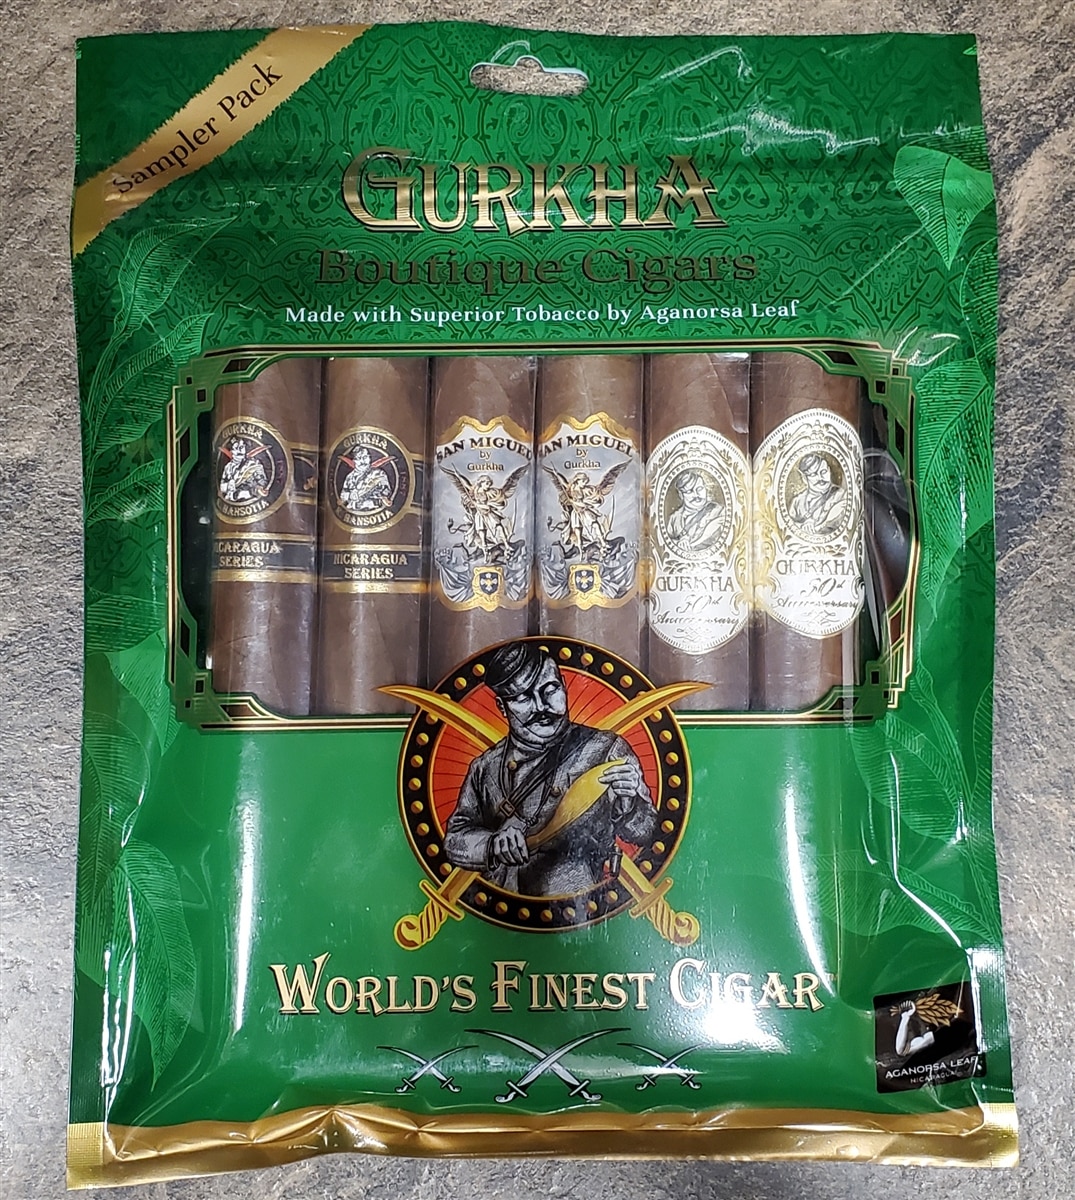 Sampler Pack
GURKHA
Boutique Cigars
Made with Superior Tobacco by Aganorsa Leaf
GURKHA
HANSOTIA
NICARAGUA
SERIES
GURKHA
HANSOTIA
NICARAGUA
SERIES
SAN MIGUEL
by
Gurkha
SAN MIGUEL
by
Gurkha
GURKHA
50th
Anniversary
GURKHA
50th
Anniversary
WORLD'S FINEST CIGAR
AGANORSA LEAF
NICARAGUA